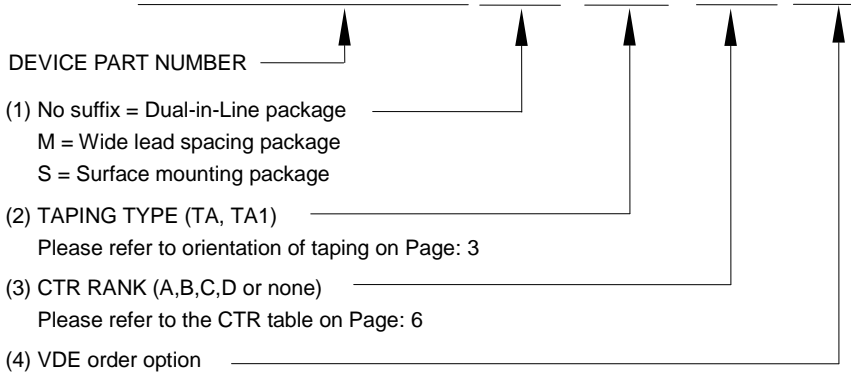 DEVICE PART NUMBER
(1) No suffix = Dual-in-Line package
M = Wide lead spacing package
S = Surface mounting package
(2) TAPING TYPE (TA, TA1)
Please refer to orientation of taping on Page: 3
(3) CTR RANK (A,B,C,D or none)
Please refer to the CTR table on Page: 6
(4) VDE order option